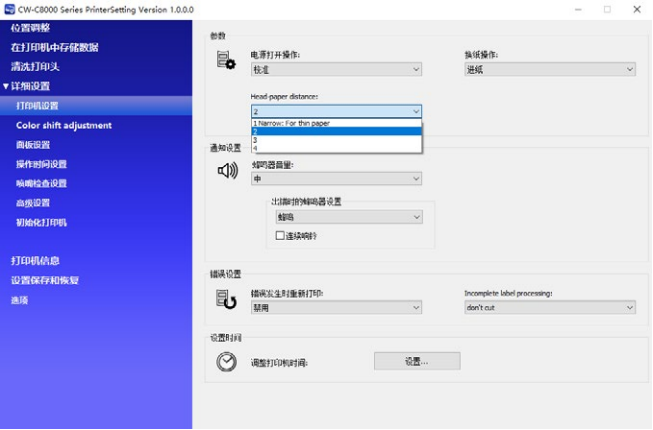 CW-C8000 Series PrinterSetting Version 1.0.0.0
位置调整
在打印机中存储数据
清洗打印头
▼详细设置
打印机设置
Color shift adjustment
面板设置
操作时间设置
喷嘴检查设置
高级设置
初始化打印机
打印机信息
设置保存和恢复
选项
参数
电源打开操作:
换纸操作:
校准
进纸
Head-paper distance:
2
1 Narrow: For thin paper
2
3
4
通知设置
蜂鸣器音量:
中
出错时的蜂鸣器设置
蜂鸣
连续响铃
错误设置
错误发生时重新打印:
Incomplete label processing:
禁用
don't cut
设置时间
调整打印机时间:
设置...